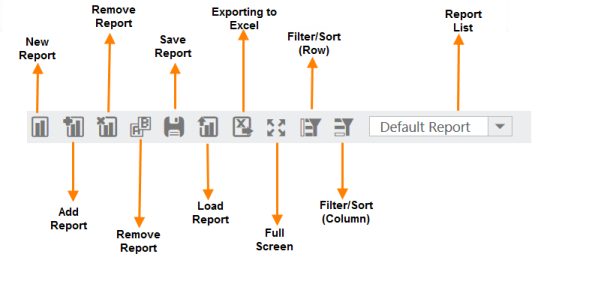 New
Report
Remove
Report
Save
Report
Exporting to
Excel
Filter/Sort
(Row)
Report
List
Default Report
Add
Report
Remove
Report
Load
Report
Full
Screen
Filter/Sort
(Column)